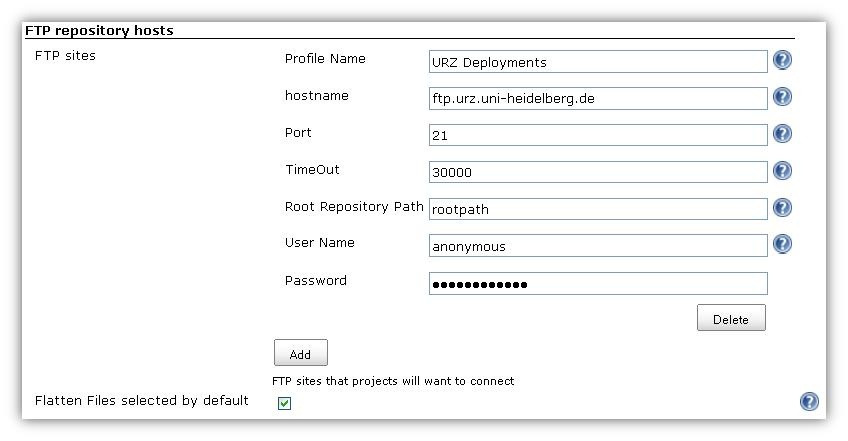 FTP repository hosts
FTP sites
Profile Name URZ Deployments ?
hostname ftp.urz.uni-heidelberg.de ?
Port 21 ?
TimeOut 30000 ?
Root Repository Path rootpath ?
User Name anonymous ?
Password ●●●●●●●●●●●●
Delete
Add
FTP sites that projects will want to connect
Flatten Files selected by default ?